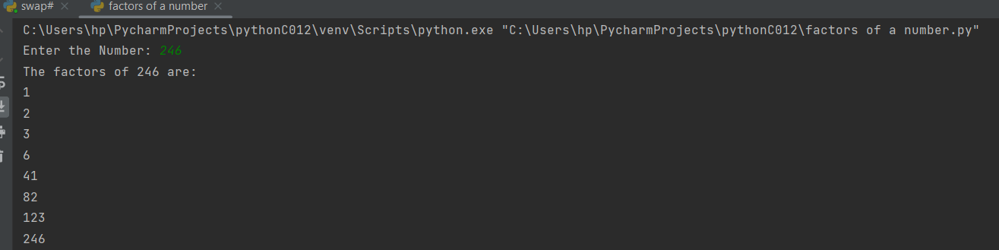 swap# factors of a number
C:\Users\hp\PycharmProjects\pythonC012\venv\Scripts\python.exe "C:\Users\hp\PycharmProjects\pythonC012\factors of a number.py"
Enter the Number: 246
The factors of 246 are:
1
2
3
6
41
82
123
246